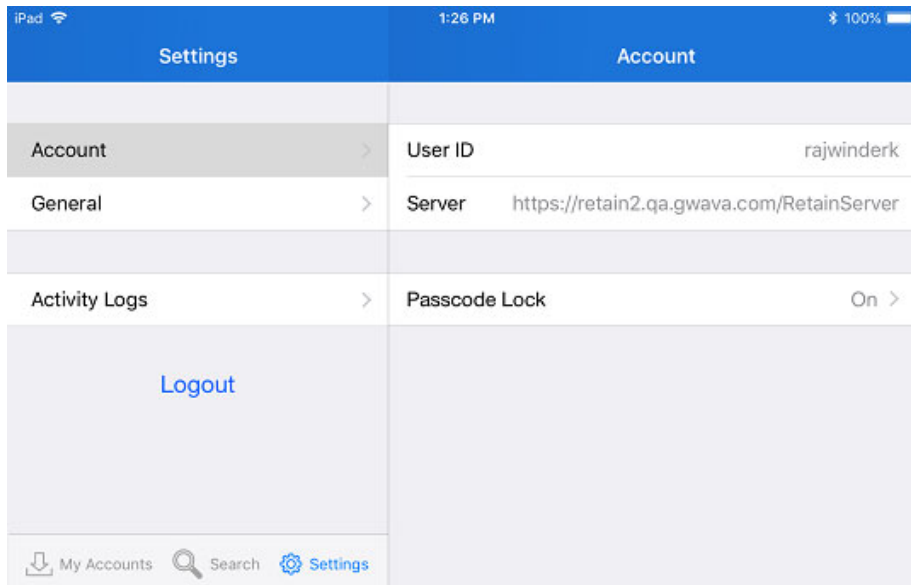 iPad 1:26 PM 100%
Settings Account
Account
General
Activity Logs
Logout
User ID rajwinderk
Server https://retain2.qa.gwava.com/RetainServer
Passcode Lock On
My Accounts Search Settings